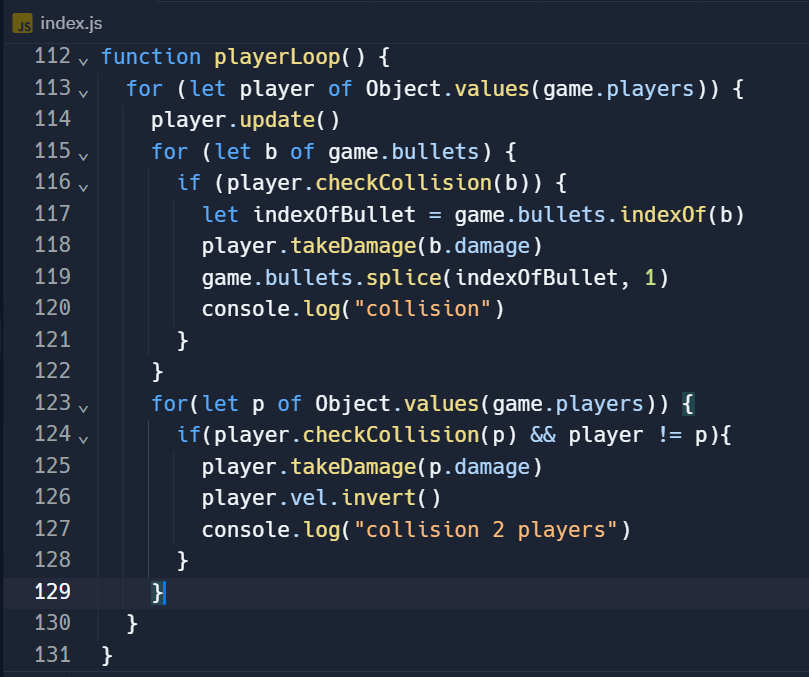 JS index.js
112 function playerLoop() {
113 for (let player of Object.values(game.players)) {
114 player.update()
115 for (let b of game.bullets) {
116 if (player.checkCollision(b)) {
117 let indexOfBullet = game.bullets.indexOf(b)
118 player.takeDamage(b.damage)
119 game.bullets.splice(indexOfBullet, 1)
120 console.log("collision")
121 }
122 }
123 for(let p of Object.values(game.players)) {
124 if(player.checkCollision(p) && player != p){
125 player.takeDamage(p.damage)
126 player.vel.invert()
127 console.log("collision 2 players")
128 }
129 }
130 }
131 }